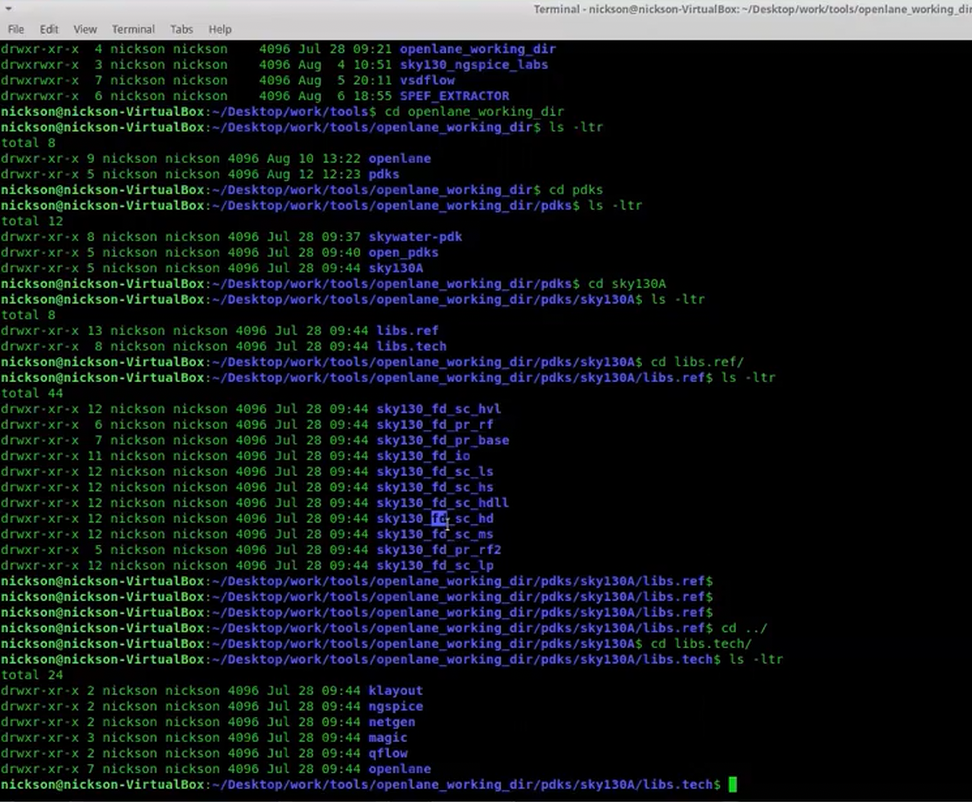 Terminal - nickson@nickson-VirtualBox: ~/Desktop/work/tools/openlane_working_dir
File Edit View Terminal Tabs Help
drwxr-xr-x 4 nickson nickson 4096 Jul 28 09:21 openlane_working_dir
drwxrwxr-x 3 nickson nickson 4096 Aug 4 10:51 sky130_ngspice_labs
drwxrwxr-x 7 nickson nickson 4096 Aug 5 20:11 vsdflow
drwxrwxr-x 6 nickson nickson 4096 Aug 6 18:55 SPEF_EXTRACTOR
nickson@nickson-VirtualBox:~/Desktop/work/tools$ cd openlane_working_dir
nickson@nickson-VirtualBox:~/Desktop/work/tools/openlane_working_dir$ ls -ltr
total 8
drwxr-xr-x 9 nickson nickson 4096 Aug 10 13:22 openlane
drwxr-xr-x 5 nickson nickson 4096 Aug 12 12:23 pdks
nickson@nickson-VirtualBox:~/Desktop/work/tools/openlane_working_dir$ cd pdks
nickson@nickson-VirtualBox:~/Desktop/work/tools/openlane_working_dir/pdks$ ls -ltr
total 12
drwxr-xr-x 8 nickson nickson 4096 Jul 28 09:37 skywater-pdk
drwxr-xr-x 5 nickson nickson 4096 Jul 28 09:40 open_pdks
drwxr-xr-x 5 nickson nickson 4096 Jul 28 09:44 sky130A
nickson@nickson-VirtualBox:~/Desktop/work/tools/openlane_working_dir/pdks$ cd sky130A
nickson@nickson-VirtualBox:~/Desktop/work/tools/openlane_working_dir/pdks/sky130A$ ls -ltr
total 8
drwxr-xr-x 13 nickson nickson 4096 Jul 28 09:44 libs.ref
drwxr-xr-x 8 nickson nickson 4096 Jul 28 09:44 libs.tech
nickson@nickson-VirtualBox:~/Desktop/work/tools/openlane_working_dir/pdks/sky130A$ cd libs.ref/
nickson@nickson-VirtualBox:~/Desktop/work/tools/openlane_working_dir/pdks/sky130A/libs.ref$ ls -ltr
total 44
drwxr-xr-x 12 nickson nickson 4096 Jul 28 09:44 sky130_fd_sc_hvl
drwxr-xr-x 6 nickson nickson 4096 Jul 28 09:44 sky130_fd_pr_rf
drwxr-xr-x 7 nickson nickson 4096 Jul 28 09:44 sky130_fd_pr_base
drwxr-xr-x 11 nickson nickson 4096 Jul 28 09:44 sky130_fd_io
drwxr-xr-x 12 nickson nickson 4096 Jul 28 09:44 sky130_fd_sc_ls
drwxr-xr-x 12 nickson nickson 4096 Jul 28 09:44 sky130_fd_sc_hs
drwxr-xr-x 12 nickson nickson 4096 Jul 28 09:44 sky130_fd_sc_hdll
drwxr-xr-x 12 nickson nickson 4096 Jul 28 09:44 sky130_fd_sc_hd
drwxr-xr-x 12 nickson nickson 4096 Jul 28 09:44 sky130_fd_sc_ms
drwxr-xr-x 5 nickson nickson 4096 Jul 28 09:44 sky130_fd_pr_rf2
drwxr-xr-x 12 nickson nickson 4096 Jul 28 09:44 sky130_fd_sc_lp
nickson@nickson-VirtualBox:~/Desktop/work/tools/openlane_working_dir/pdks/sky130A/libs.ref$
nickson@nickson-VirtualBox:~/Desktop/work/tools/openlane_working_dir/pdks/sky130A/libs.ref$
nickson@nickson-VirtualBox:~/Desktop/work/tools/openlane_working_dir/pdks/sky130A/libs.ref$
nickson@nickson-VirtualBox:~/Desktop/work/tools/openlane_working_dir/pdks/sky130A/libs.ref$ cd ../
nickson@nickson-VirtualBox:~/Desktop/work/tools/openlane_working_dir/pdks/sky130A$ cd libs.tech/
nickson@nickson-VirtualBox:~/Desktop/work/tools/openlane_working_dir/pdks/sky130A/libs.tech$ ls -ltr
total 24
drwxr-xr-x 2 nickson nickson 4096 Jul 28 09:44 klayout
drwxr-xr-x 2 nickson nickson 4096 Jul 28 09:44 ngspice
drwxr-xr-x 2 nickson nickson 4096 Jul 28 09:44 netgen
drwxr-xr-x 3 nickson nickson 4096 Jul 28 09:44 magic
drwxr-xr-x 2 nickson nickson 4096 Jul 28 09:44 qflow
drwxr-xr-x 7 nickson nickson 4096 Jul 28 09:44 openlane
nickson@nickson-VirtualBox:~/Desktop/work/tools/openlane_working_dir/pdks/sky130A/libs.tech$